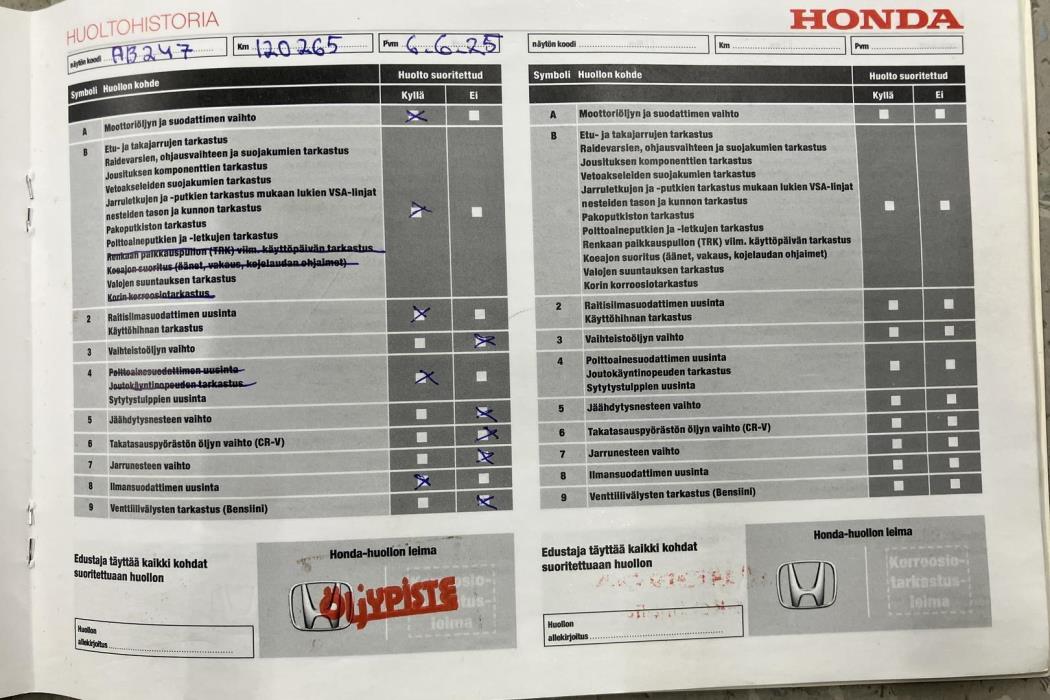 HUOLTOHISTORIA
HONDA
näytön koodi AB247 Km 120265 Pvm 6.6.25
Symboli Huollon kohde Huolto suoritettud
Kyllä Ei
A Moottoriöljyn ja suodattimen vaihto
B Etu- ja takajarrujen tarkastus
Raidevarsien, ohjausvaihteen ja suojakumien tarkastus
Jousituksen komponenttien tarkastus
Vetoakseleiden suojakumien tarkastus
Jarruletkujen ja -putkien tarkastus mukaan lukien VSA-linjat
nesteiden tason ja kunnon tarkastus
Pakoputkiston tarkastus
Polttoaineputkien ja -letkujen tarkastus
Renkaan paikkauspullon (TRK) viim. käyttöpäivän tarkastus
Koeajon suoritus (äänet, vakaus, kojelaudan ohjaimet)
Valojen suuntauksen tarkastus
Korin korroosiotarkastus
2 Raitisilmasuodattimen uusinta
Käyttöhihnan tarkastus
3 Vaihteistoöljyn vaihto
4 Polttoainesuodattimen uusinta
Joutokäyntinopeuden tarkastus
Sytytystulppien uusinta
5 Jäähdytysnesteen vaihto
6 Takatasauspyörästön öljyn vaihto (CR-V)
7 Jarrunesteen vaihto
8 Ilmansuodattimen uusinta
9 Venttiilivälysten tarkastus (Bensiini)
Edustaja täyttää kaikki kohdat
suoritettuaan huollon
Honda-huollon leima
ÖljYPISTE
leima
Huollon
allekirjoitus
näytön koodi Km Pvm
Symboli Huollon kohde Huolto suoritettud
Kyllä Ei
A Moottoriöljyn ja suodattimen vaihto
B Etu- ja takajarrujen tarkastus
Raidevarsien, ohjausvaihteen ja suojakumien tarkastus
Jousituksen komponenttien tarkastus
Vetoakseleiden suojakumien tarkastus
Jarruletkujen ja -putkien tarkastus mukaan lukien VSA-linjat
nesteiden tason ja kunnon tarkastus
Pakoputkiston tarkastus
Polttoaineputkien ja -letkujen tarkastus
Renkaan paikkauspullon (TRK) viim. käyttöpäivän tarkastus
Koeajon suoritus (äänet, vakaus, kojelaudan ohjaimet)
Valojen suuntauksen tarkastus
Korin korroosiotarkastus
2 Raitisilmasuodattimen uusinta
Käyttöhihnan tarkastus
3 Vaihteistoöljyn vaihto
4 Polttoainesuodattimen uusinta
Joutokäyntinopeuden tarkastus
Sytytystulppien uusinta
5 Jäähdytysnesteen vaihto
6 Takatasauspyörästön öljyn vaihto (CR-V)
7 Jarrunesteen vaihto
8 Ilmansuodattimen uusinta
9 Venttiilivälysten tarkastus (Bensiini)
Edustaja täyttää kaikki kohdat
suoritettuaan huollon
Honda-huollon leima
Korroosio-
tarkastus-
leima
Huollon
allekirjoitus